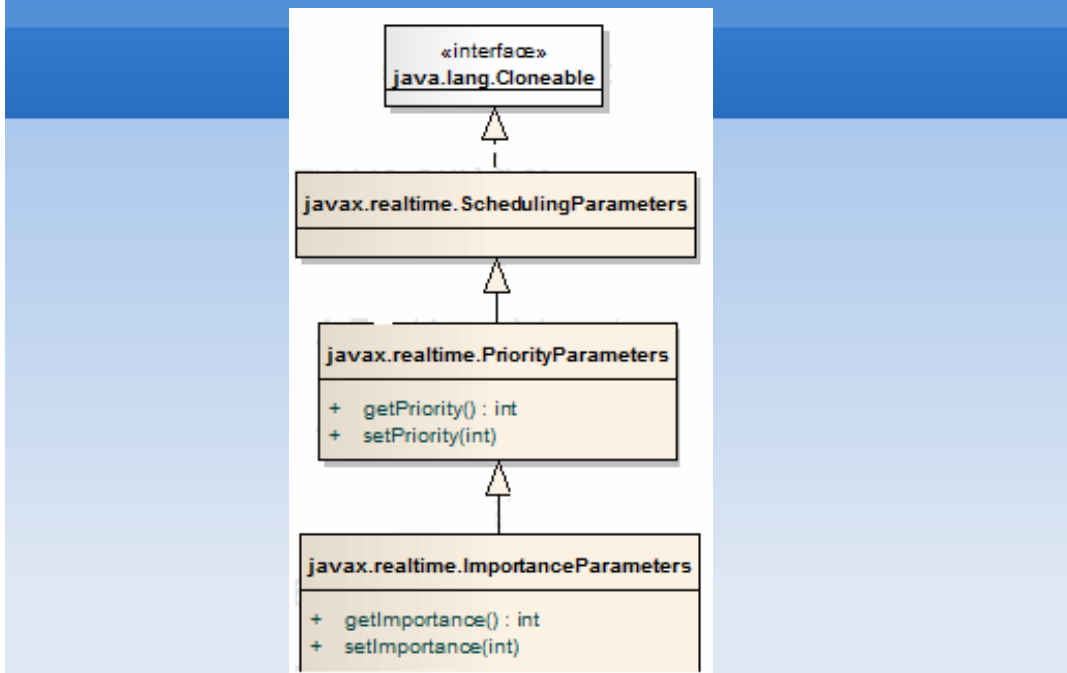 «interface»
java.lang.Cloneable
javax.realtime.SchedulingParameters
javax.realtime.PriorityParameters
+ getPriority() : int
+ setPriority(int)
javax.realtime.ImportanceParameters
+ getImportance() : int
+ setImportance(int)